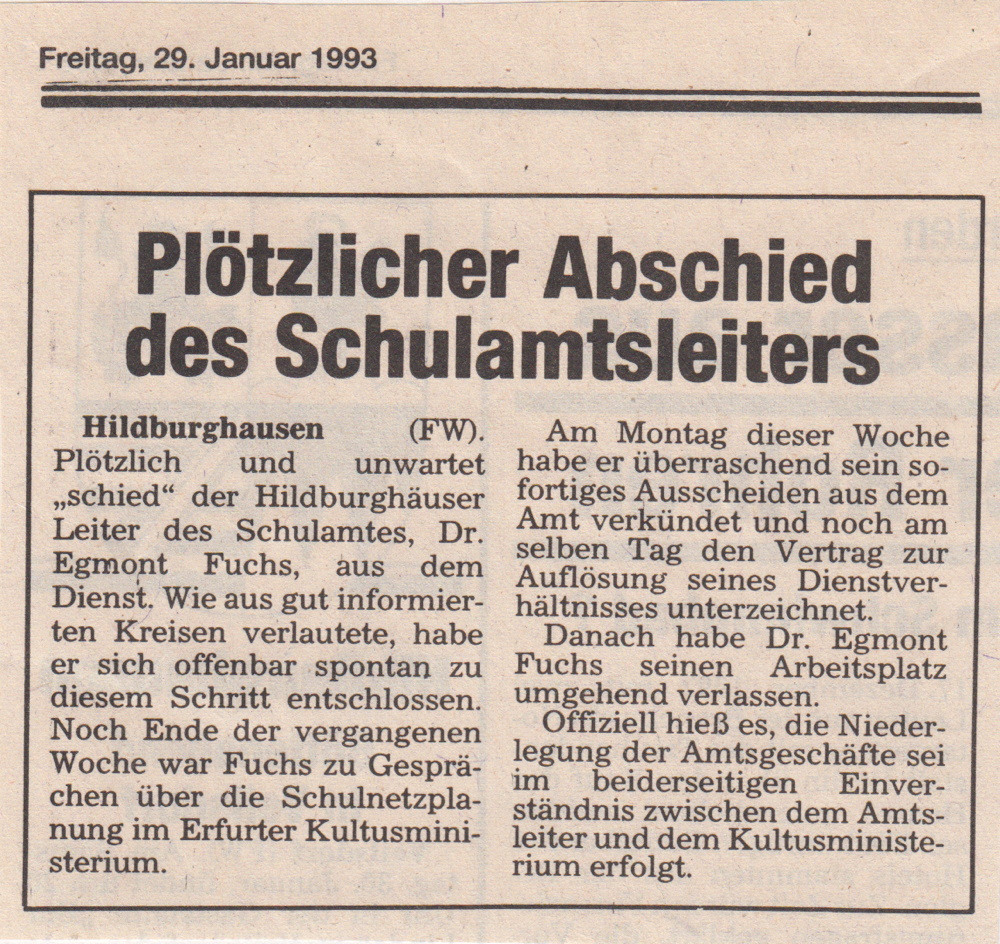 Freitag, 29. Januar 1993
Plötzlicher Abschied
des Schulamtsleiters
Hildburghausen (FW).
Plötzlich und unwartet
„schied“ der Hildburghäuser
Leiter des Schulamtes, Dr.
Egmont Fuchs, aus dem
Dienst. Wie aus gut informier-
ten Kreisen verlautete, habe
er sich offenbar spontan zu
diesem Schritt entschlossen.
Noch Ende der vergangenen
Woche war Fuchs zu Gesprä-
chen über die Schulnetzpla-
nung im Erfurter Kultusmini-
sterium.
Am Montag dieser Woche
habe er überraschend sein so-
fortiges Ausscheiden aus dem
Amt verkündet und noch am
selben Tag den Vertrag zur
Auflösung seines Dienstver-
hältnisses unterzeichnet.
Danach habe Dr. Egmont
Fuchs seinen Arbeitsplatz
umgehend verlassen.
Offiziell hieß es, die Nieder-
legung der Amtsgeschäfte sei
im beiderseitigen Einver-
ständnis zwischen dem Amts-
leiter und dem Kultusministe-
rium erfolgt.